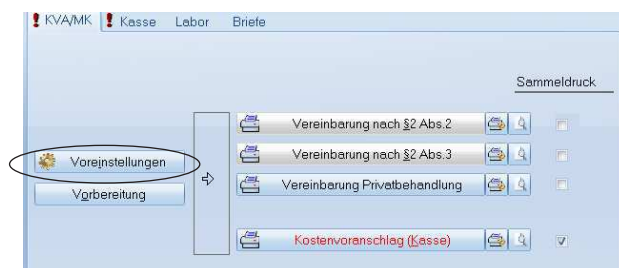 ! KVA/MK ! Kasse Labor Briefe
Sammeldruck
Vereinbarung nach §2 Abs.2
Voreinstellungen
Vereinbarung nach §2 Abs.3
Vorbereitung
Vereinbarung Privatbehandlung
Kostenvoranschlag (Kasse)